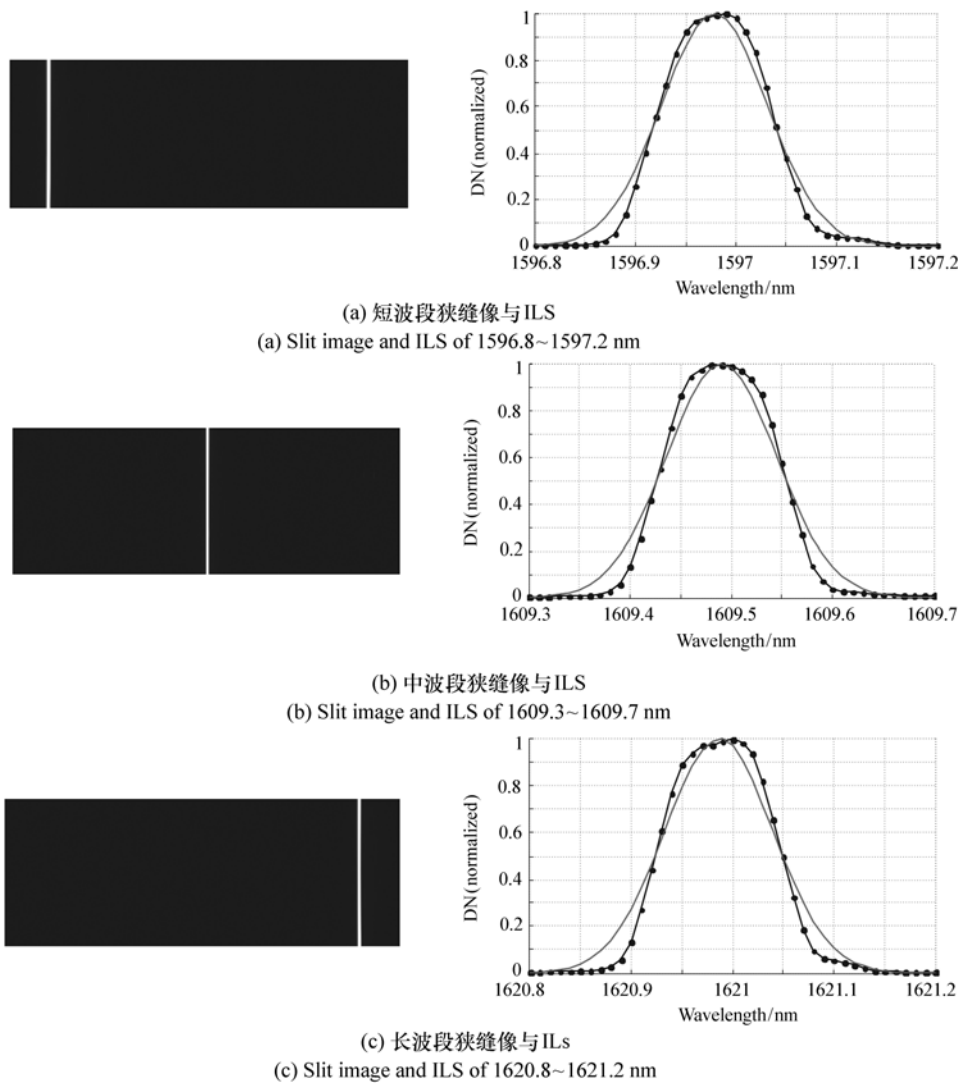 1
0.8
0.6
0.4
0.2
0
DN(normalized)
1596.8 1596.9 1597 1597.1 1597.2
Wavelength/nm
(a) 短波段狭缝像与ILS
(a) Slit image and ILS of 1596.8~1597.2 nm
1
0.8
0.6
0.4
0.2
0
DN(normalized)
1609.3 1609.4 1609.5 1609.6 1609.7
Wavelength/nm
(b) 中波段狭缝像与ILS
(b) Slit image and ILS of 1609.3~1609.7 nm
1
0.8
0.6
0.4
0.2
0
DN(normalized)
1620.8 1620.9 1621 1621.1 1621.2
Wavelength/nm
(c) 长波段狭缝像与ILs
(c) Slit image and ILS of 1620.8~1621.2 nm